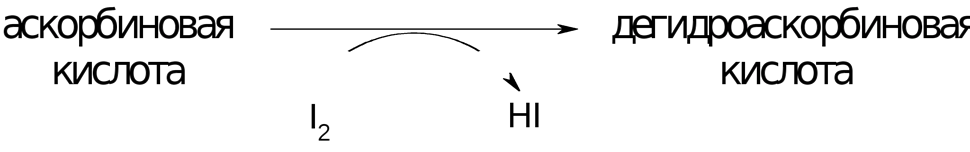 аскорбиновая
кислота
I2
HI
дегидроаскорбиновая
кислота